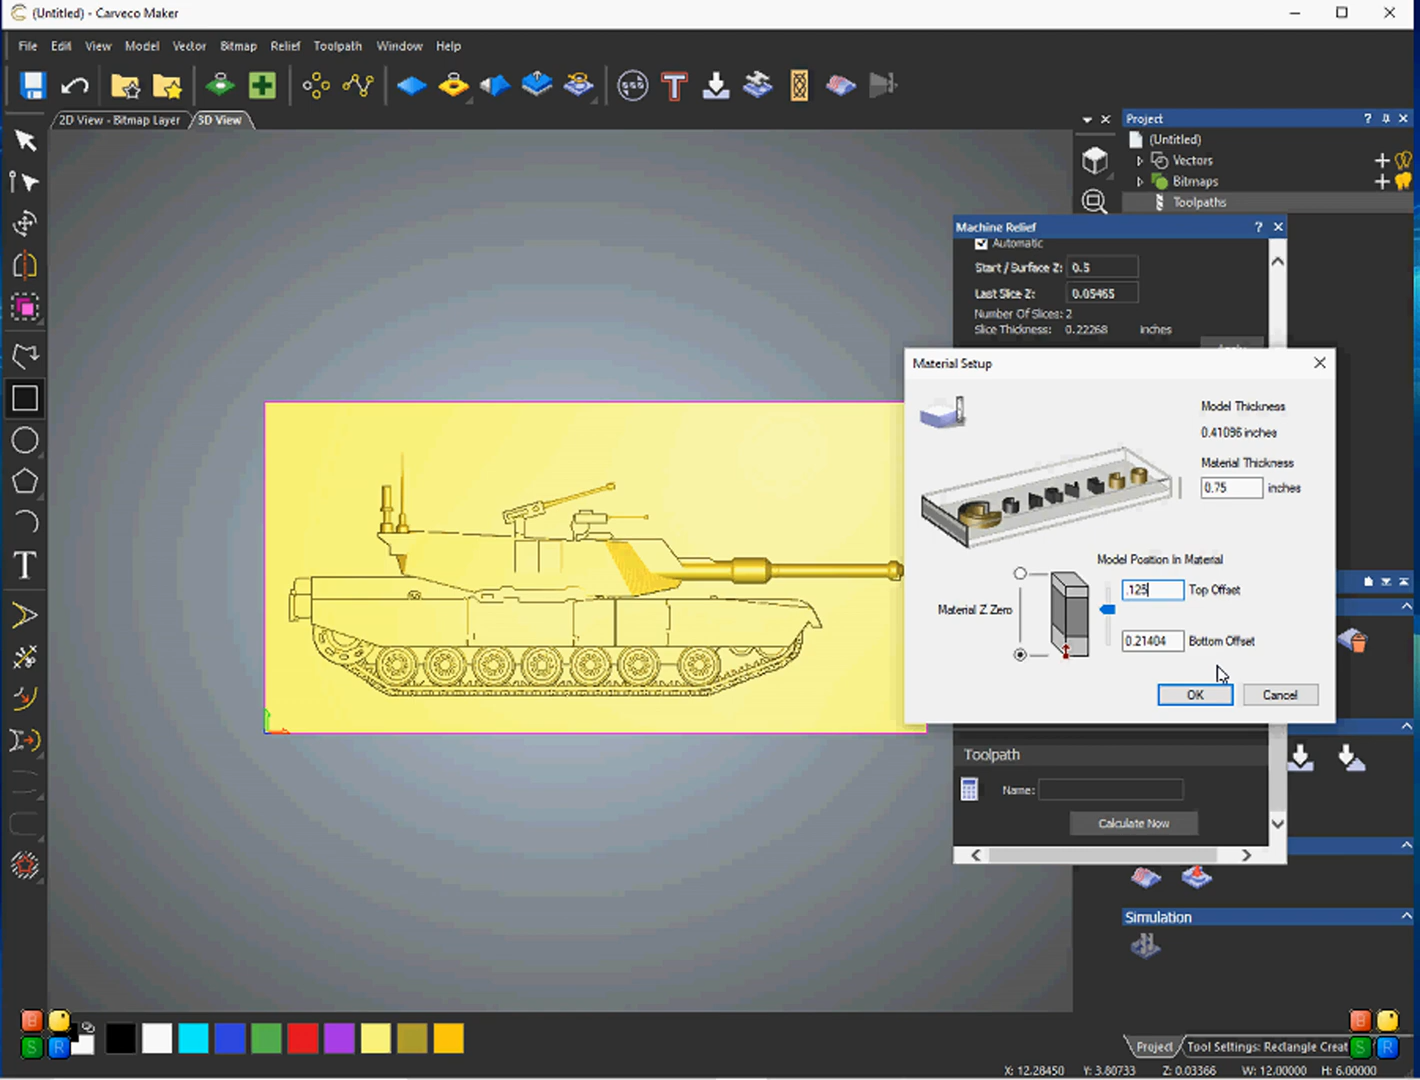 (Untitled) - Carveco Maker
File Edit View Model Vector Bitmap Relief Toolpath Window Help
2D View - Bitmap Layer 3D View
Project
(Untitled)
Vectors
Bitmaps
Toolpaths
Machine Relief
Automatic
Start / Surface Z: 0.5
Last Slice Z: 0.05465
Number Of Slices: 2
Slice Thickness: 0.22268 inches
Material Setup
Model Thickness
0.41096 inches
Material Thickness
0.75 inches
Model Position In Material
.125 Top Offset
Material Z Zero
0.21404 Bottom Offset
OK Cancel
Toolpath
Name:
Calculate Now
Simulation
T
B
S R
B
S R
Project Tool Settings: Rectangle Creat
X: 12.28450 Y: 3.80733 Z: 0.03366 W: 12.00000 H: 6.00000